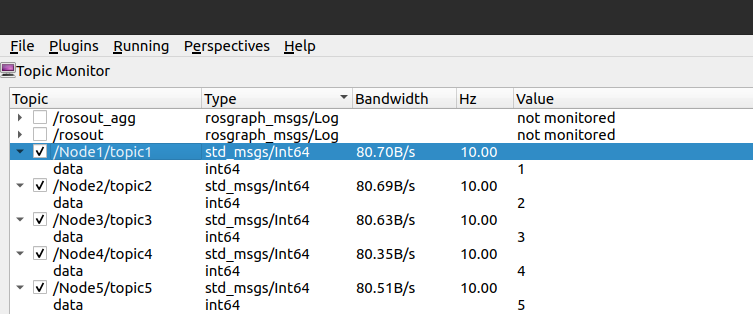 File Plugins Running Perspectives Help
Topic Monitor
Topic Type Bandwidth Hz Value
/rosout_agg rosgraph_msgs/Log not monitored
/rosout rosgraph_msgs/Log not monitored
/Node1/topic1 std_msgs/Int64 80.70B/s 10.00
data int64 1
/Node2/topic2 std_msgs/Int64 80.69B/s 10.00
data int64 2
/Node3/topic3 std_msgs/Int64 80.63B/s 10.00
data int64 3
/Node4/topic4 std_msgs/Int64 80.35B/s 10.00
data int64 4
/Node5/topic5 std_msgs/Int64 80.51B/s 10.00
data int64 5